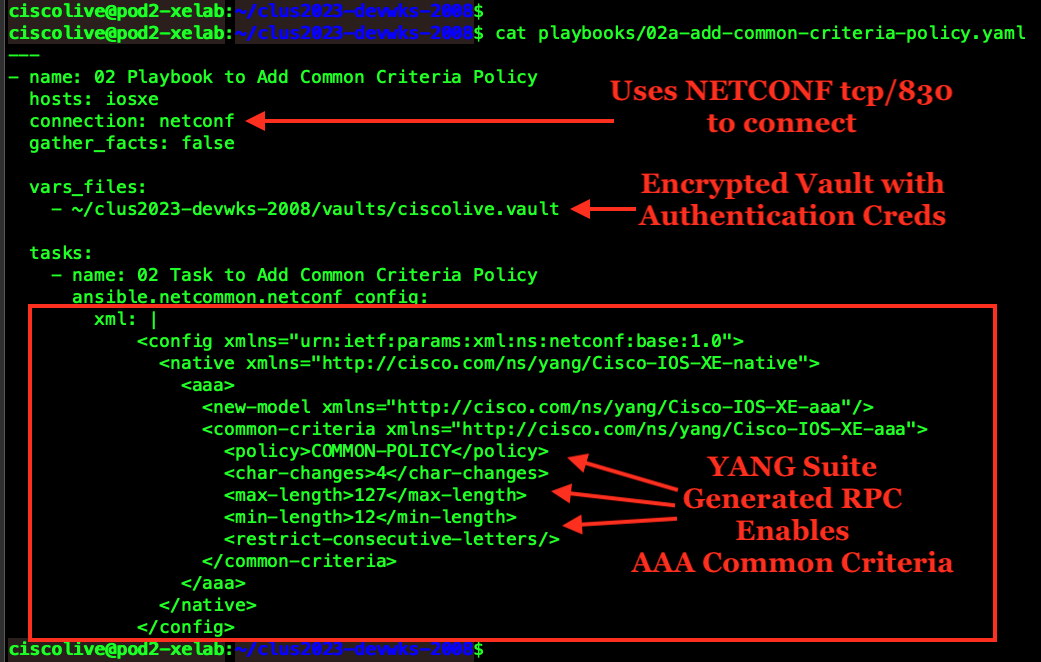 ciscolive@pod2-xelab:~/clus2023-devwks-2008$
ciscolive@pod2-xelab:~/clus2023-devwks-2008$ cat playbooks/02a-add-common-criteria-policy.yaml
---
- name: 02 Playbook to Add Common Criteria Policy
  hosts: iosxe
  connection: netconf
  gather_facts: false
Uses NETCONF tcp/830
to connect
  vars_files:
    - ~/clus2023-devwks-2008/vaults/ciscolive.vault
Encrypted Vault with
Authentication Creds
  tasks:
    - name: 02 Task to Add Common Criteria Policy
      ansible.netcommon.netconf_config:
        xml: |
            <config xmlns="urn:ietf:params:xml:ns:netconf:base:1.0">
              <native xmlns="http://cisco.com/ns/yang/Cisco-IOS-XE-native">
                <aaa>
                  <new-model xmlns="http://cisco.com/ns/yang/Cisco-IOS-XE-aaa"/>
                  <common-criteria xmlns="http://cisco.com/ns/yang/Cisco-IOS-XE-aaa">
                    <policy>COMMON-POLICY</policy>
                    <char-changes>4</char-changes>
                    <max-length>127</max-length>
                    <min-length>12</min-length>
                    <restrict-consecutive-letters/>
                  </common-criteria>
                </aaa>
              </native>
            </config>
YANG Suite
Generated RPC
Enables
AAA Common Criteria
ciscolive@pod2-xelab:~/clus2023-devwks-2008$